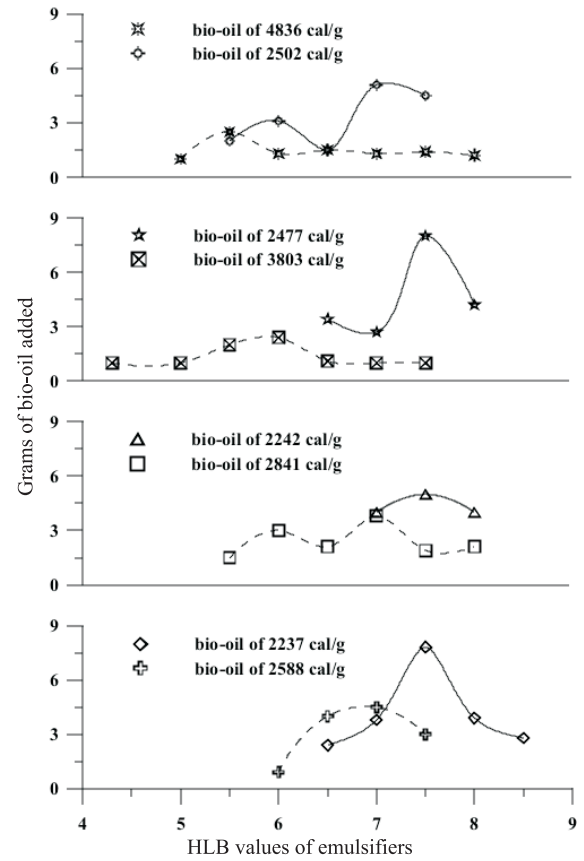 9
bio-oil of 4836 cal/g
bio-oil of 2502 cal/g
6
3
0
9
bio-oil of 2477 cal/g
bio-oil of 3803 cal/g
6
3
0
Grams of bio-oil added
9
bio-oil of 2242 cal/g
bio-oil of 2841 cal/g
6
3
0
9
bio-oil of 2237 cal/g
bio-oil of 2588 cal/g
6
3
0
4 5 6 7 8 9
HLB values of emulsifiers